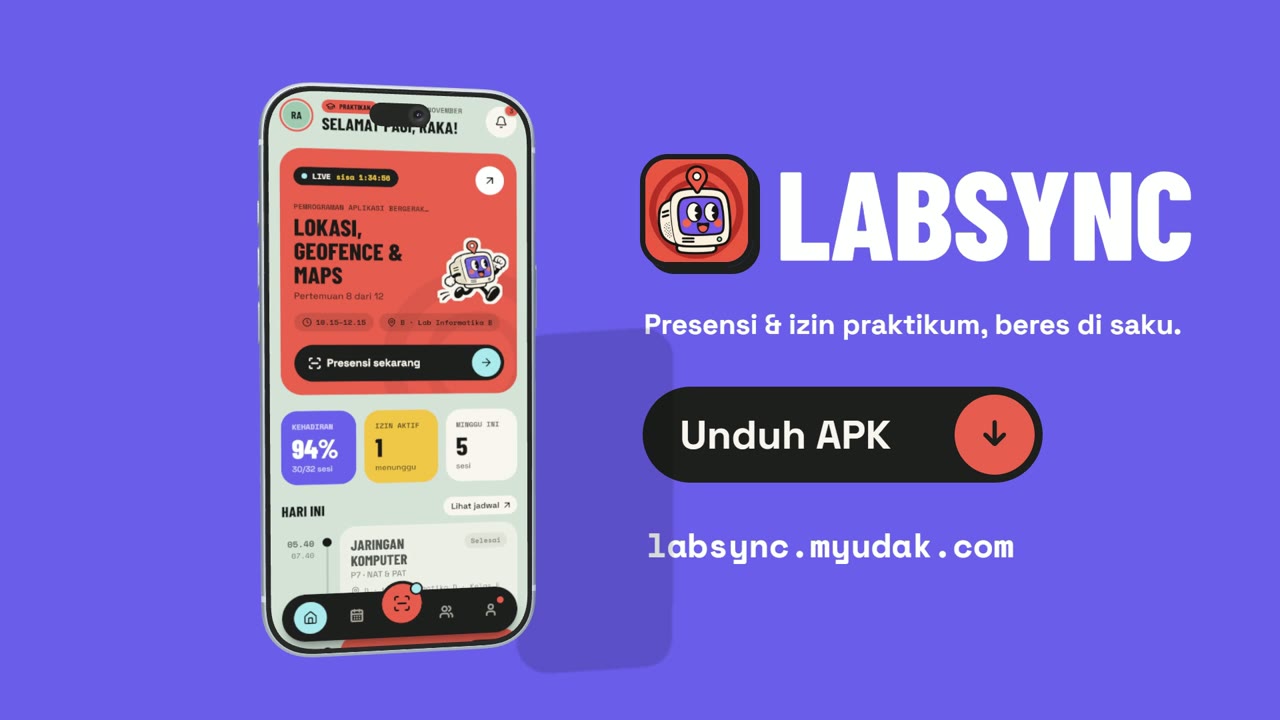 RA
PRAKTIKAN
NOVEMBER
3
SELAMAT PAGI, RAKA!
LIVE sisa 1:34:56
PEMROGRAMAN APLIKASI BERGERAK…
LOKASI,
GEOFENCE &
MAPS
Pertemuan 8 dari 12
10.15–12.15
Lab Informatika
Presensi sekarang
KEHADIRAN
94%
30/32 sesi
IZIN AKTIF
1
menunggu
MINGGU INI
5
sesi
HARI INI
Lihat jadwal
05.40
07.40
JARINGAN
KOMPUTER
Selesai
P7 · NAT & PAT
LABSYNC
Presensi & izin praktikum, beres di saku.
Unduh APK
labsync.myudak.com